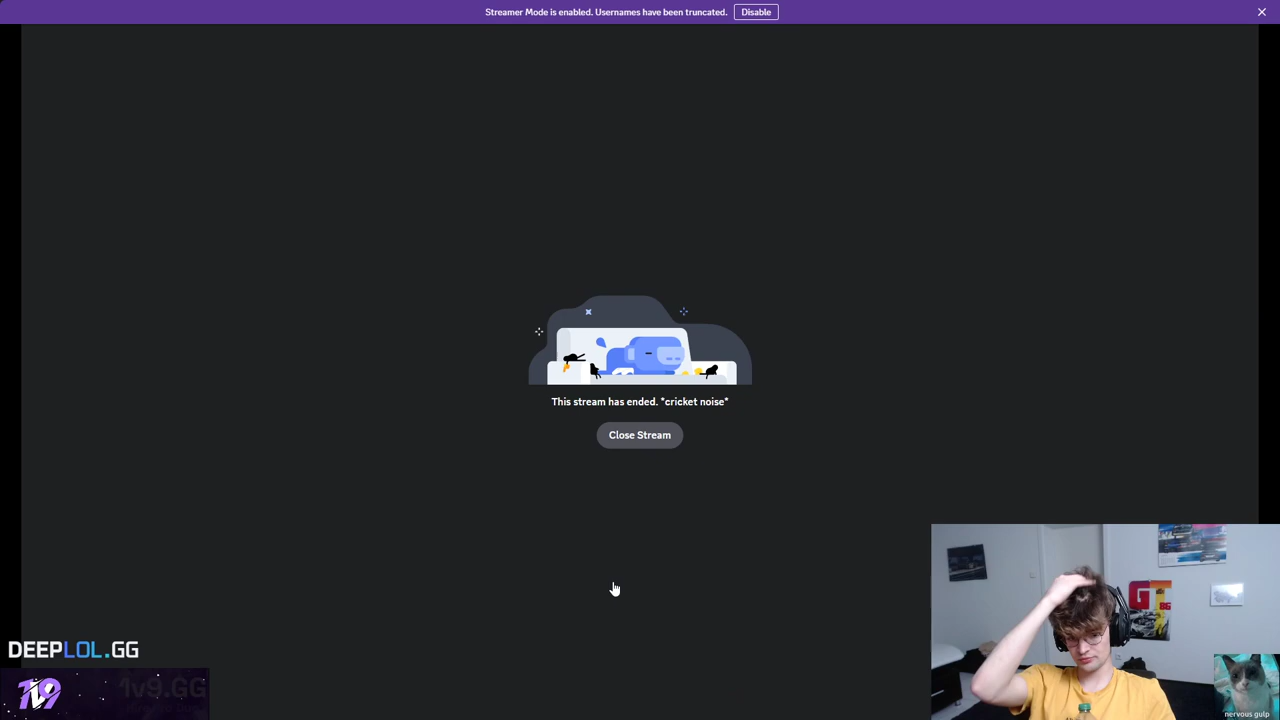 Streamer Mode is enabled. Usernames have been truncated. Disable
This stream has ended. *cricket noise*
Close Stream
GT
DEEPLOL.GG
1v9
1v9.GG
nervous gulp